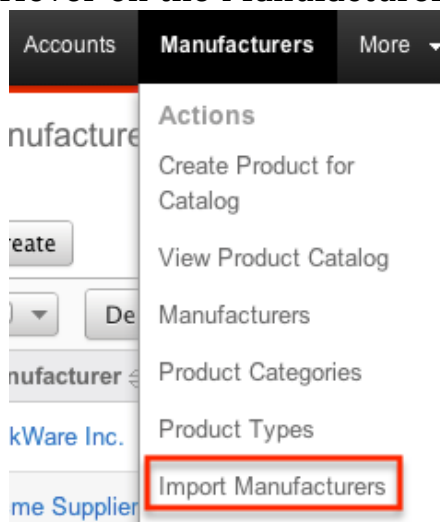 Accounts Manufacturers More
Actions
nufacture
Create Product for
Catalog
reate
View Product Catalog
De
Manufacturers
nufacturer
Product Categories
kWare Inc.
Product Types
Import Manufacturers
me Supplier